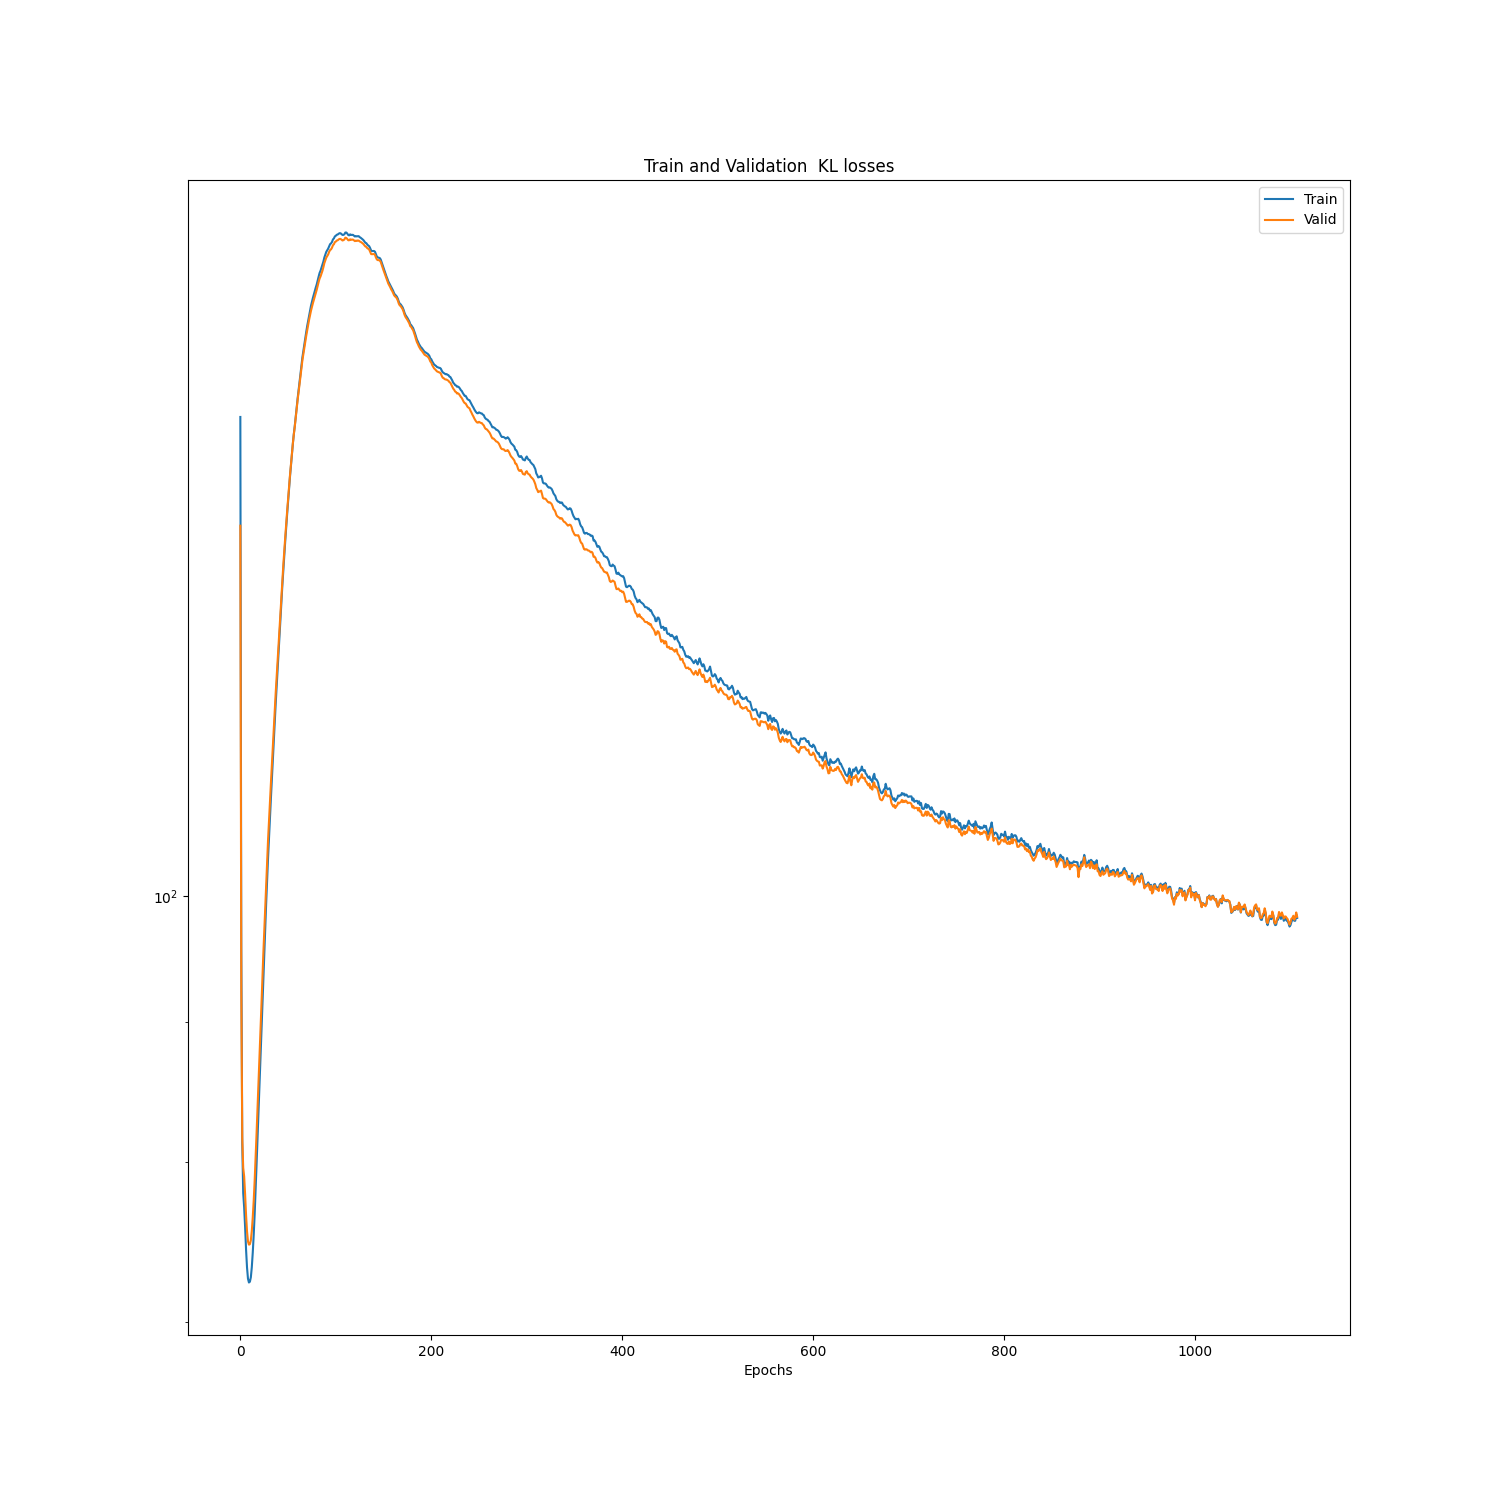 Train and Validation  KL losses
Train
Valid
10²
0 200 400 600 800 1000
Epochs